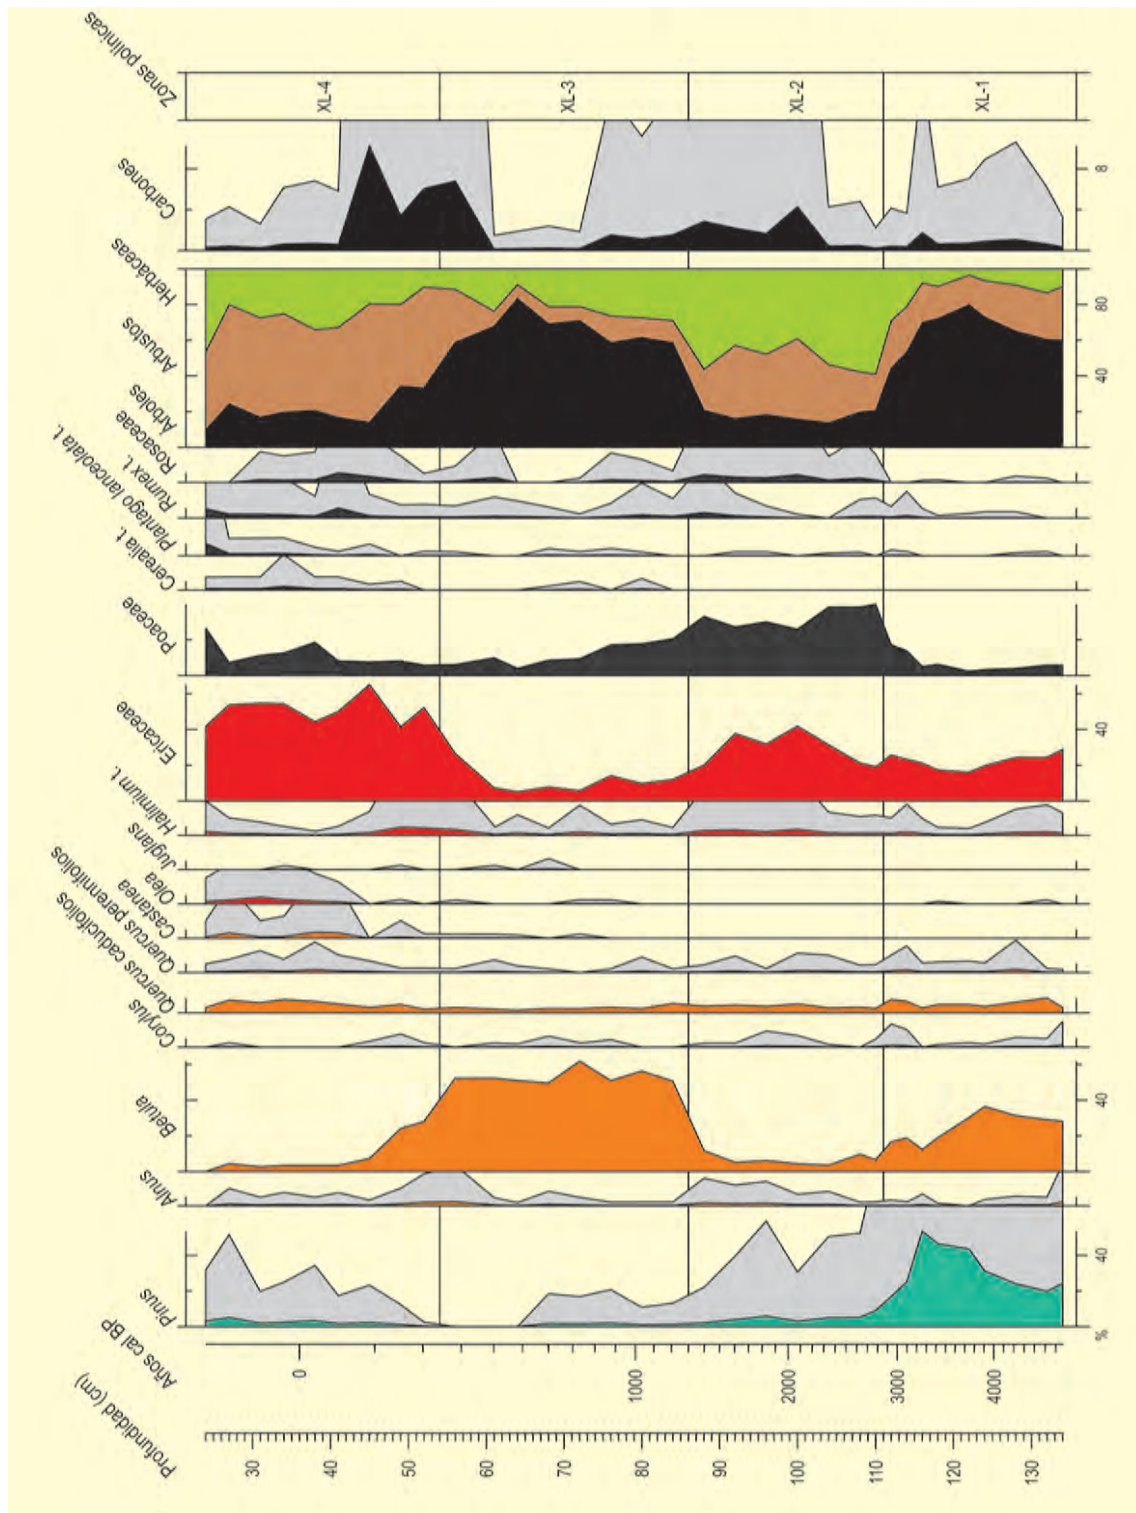 Zonas polínicas
XL-4
XL-3
XL-2
XL-1
Carbones
8
Herbáceas
Arbustos
Árboles
80
40
Rosaceae
Rumex t.
Plantago lanceolata t.
Cerealia t.
Poaceae
Ericaceae
40
Halimium t.
Juglans
Olea
Castanea
Quercus perennifolios
Quercus caducifolios
Corylus
Betula
40
Alnus
Pinus
40
%
Años cal BP
0
1000
2000
3000
4000
Profundidad (cm)
30
40
50
60
70
80
90
100
110
120
130